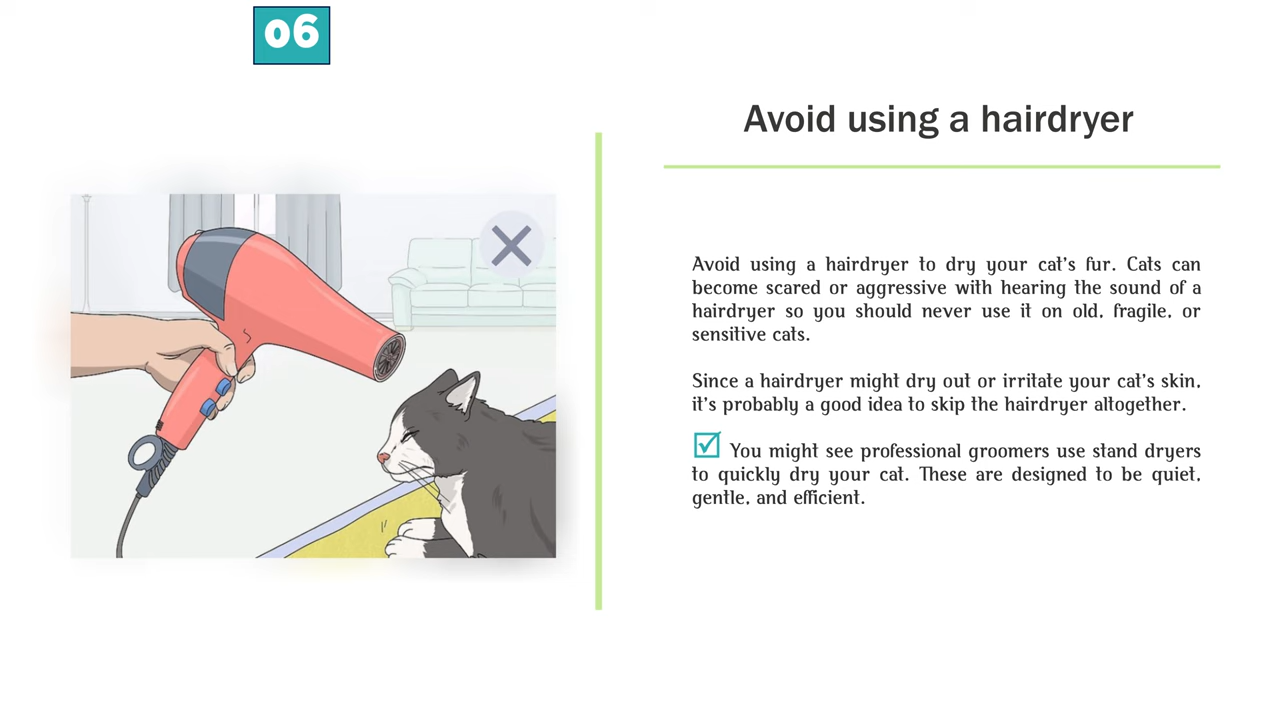 06
Avoid using a hairdryer
Avoid using a hairdryer to dry your cat's fur. Cats can
become scared or aggressive with hearing the sound of a
hairdryer so you should never use it on old, fragile, or
sensitive cats.
Since a hairdryer might dry out or irritate your cat's skin,
it's probably a good idea to skip the hairdryer altogether.
You might see professional groomers use stand dryers
to quickly dry your cat. These are designed to be quiet,
gentle, and efficient.